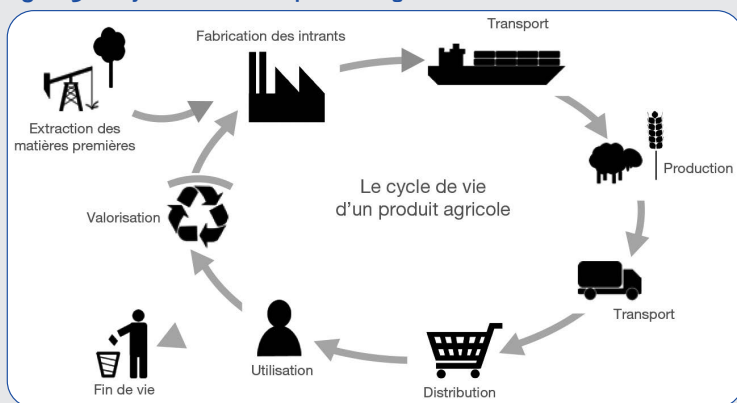 Fabrication des intrants
Transport
Extraction des
matières premières
Production
Le cycle de vie
d'un produit agricole
Valorisation
Transport
Utilisation
Fin de vie
Distribution